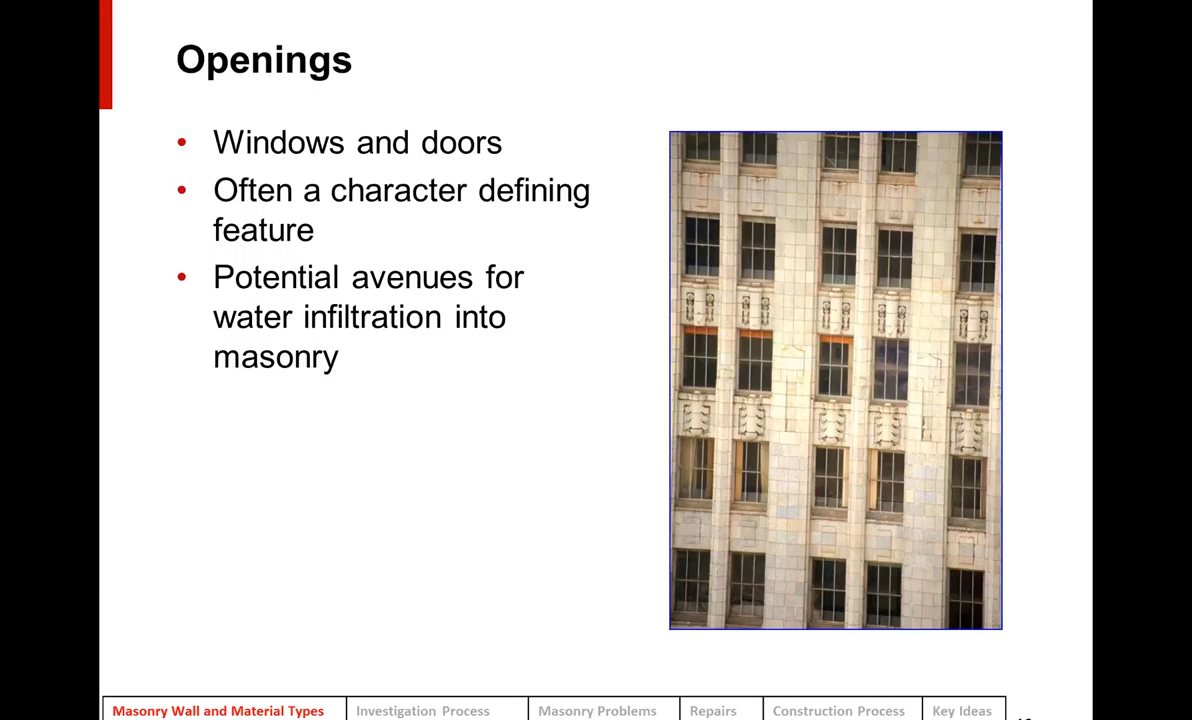 Openings
• Windows and doors
• Often a character defining
feature
• Potential avenues for
water infiltration into
masonry
Masonry Wall and Material Types
Investigation Process
Masonry Problems
Repairs
Construction Process
Key Ideas